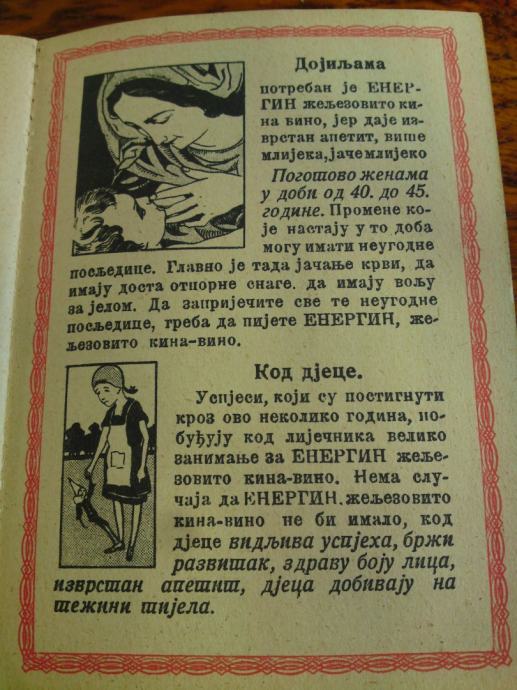 Дојиљама
потребан је ЕНЕР-
ГИН жељезовито ки-
на вино, јер даје из-
врстан апетит, више
млијека, јаче млијеко
Поготово женама
у доби од 40. до 45.
године. Промене ко-
је настају у то доба
могу имати неугодне
посљедице. Главно је тада јачање крви, да
имају доста отпорне снаге. да имају вољу
за јелом. Да запријечите све те неугодне
посљедице, треба да пијете ЕНЕРГИН, же-
љезовито кина-вино.
Код дјеце.
Успјеси, који су постигнути
кроз ово неколико година, по-
буђују код лијечника велико
занимање за ЕНЕРГИН жеље-
зовито кина-вино. Нема слу-
чаја да ЕНЕРГИН. жељезовито
кина-вино не би имало, код
дјеце видљива успјеха, бржи
развитак, здраву боју лица,
изврстан апетит, дјеца добивају на
тежини тијела.